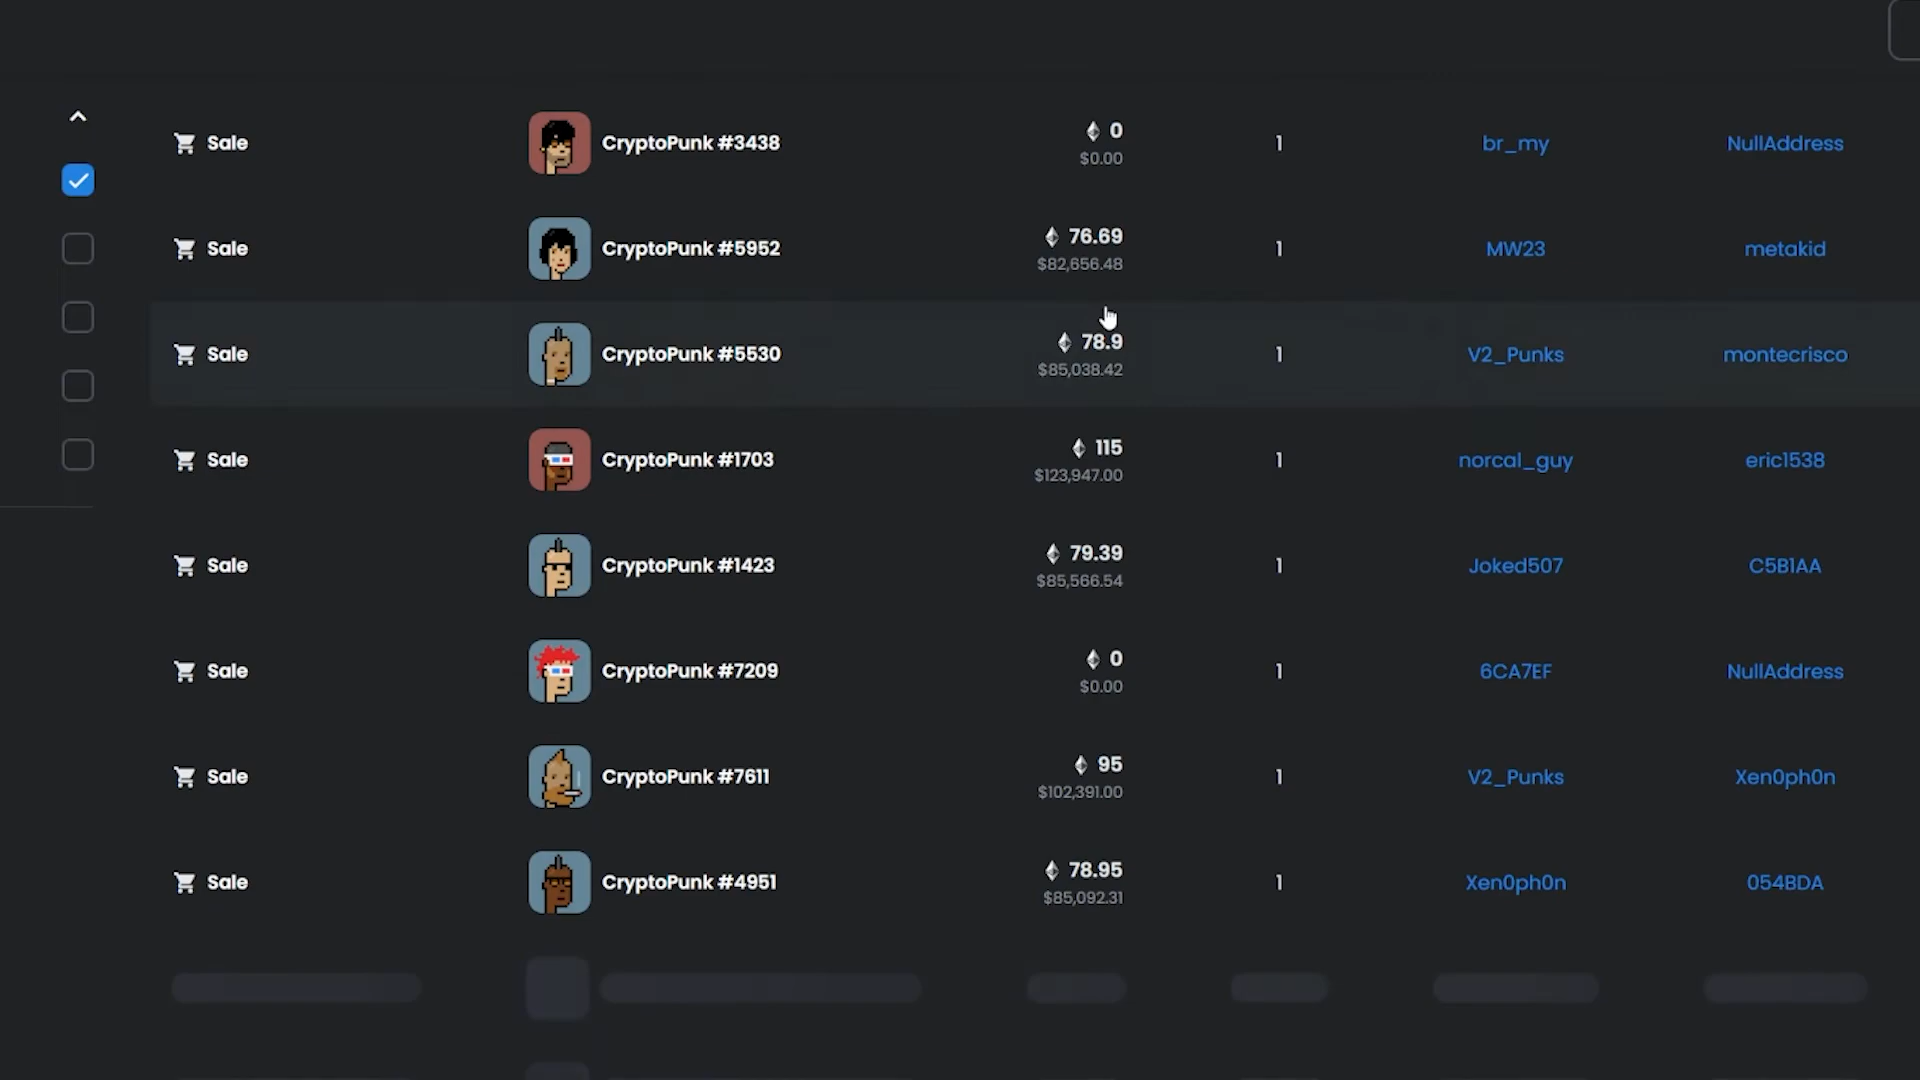 Sale CryptoPunk #3438 0 1 br_my NullAddress
$0.00
Sale CryptoPunk #5952 76.69 1 MW23 metakid
$82,656.48
Sale CryptoPunk #5530 78.9 1 V2_Punks montecrisco
$85,038.42
Sale CryptoPunk #1703 115 1 norcal_guy eric1538
$123,947.00
Sale CryptoPunk #1423 79.39 1 Joked507 C5B1AA
$85,566.54
Sale CryptoPunk #7209 0 1 6CA7EF NullAddress
$0.00
Sale CryptoPunk #7611 95 1 V2_Punks Xen0ph0n
$102,391.00
Sale CryptoPunk #4951 78.95 1 Xen0ph0n 054BDA
$85,092.31